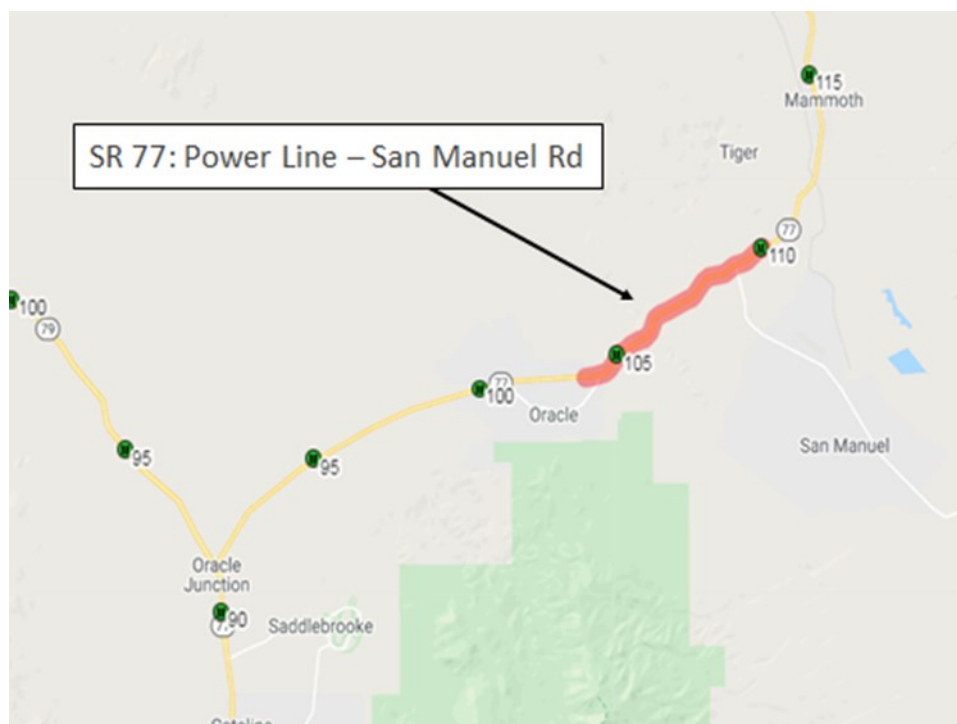 115
Mammoth
SR 77: Power Line – San Manuel Rd
Tiger
77
110
100
79
105
77
100
Oracle
95
95
San Manuel
Oracle
Junction
90
Saddlebrooke